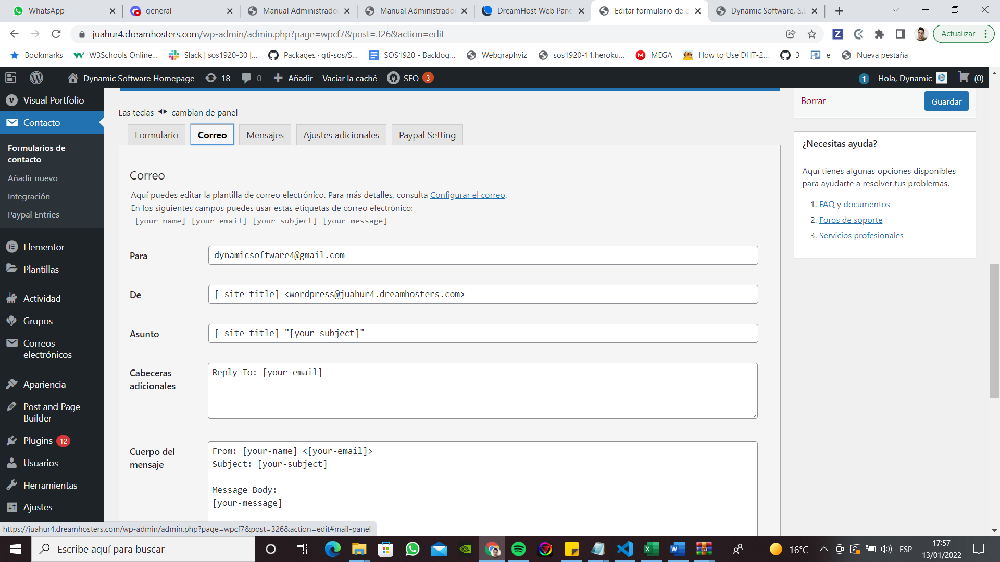 WhatsApp
general
Manual Administrado
Manual Administrado
DreamHost Web Pane
Editar formulario de c
Dynamic Software, S.L
juahur4.dreamhosters.com/wp-admin/admin.php?page=wpcf7&post=326&action=edit
Actualizar
Bookmarks
W3Schools Online...
Slack | sos1920-30 |...
Packages · gti-sos/S...
SOS1920 - Backlog...
Webgraphviz
sos1920-11.heroku...
MEGA
How to Use DHT-2...
3
e
Nueva pestaña
Dynamic Software Homepage
18
0
Añadir
Vaciar la caché
SEO 3
1
Hola, Dynamic
(0)
Visual Portfolio
Contacto
Formularios de
contacto
Añadir nuevo
Integración
Paypal Entries
Elementor
Plantillas
Actividad
Grupos
Correos
electrónicos
Apariencia
Post and Page
Builder
Plugins 12
Usuarios
Herramientas
Ajustes
Las teclas ◂▸ cambian de panel
Formulario
Correo
Mensajes
Ajustes adicionales
Paypal Setting
Correo
Aquí puedes editar la plantilla de correo electrónico. Para más detalles, consulta Configurar el correo.
En los siguientes campos puedes usar estas etiquetas de correo electrónico:
[your-name] [your-email] [your-subject] [your-message]
Para
dynamicsoftware4@gmail.com
De
[_site_title] <wordpress@juahur4.dreamhosters.com>
Asunto
[_site_title] "[your-subject]"
Cabeceras
adicionales
Reply-To: [your-email]
Cuerpo del
mensaje
From: [your-name] <[your-email]>
Subject: [your-subject]
Message Body:
[your-message]
Borrar
Guardar
¿Necesitas ayuda?
Aquí tienes algunas opciones disponibles
para ayudarte a resolver tus problemas.
1. FAQ y documentos
2. Foros de soporte
3. Servicios profesionales
https://juahur4.dreamhosters.com/wp-admin/admin.php?page=wpcf7&post=326&action=edit#mail-panel
Escribe aquí para buscar
16°C
ESP
17:57
13/01/2022